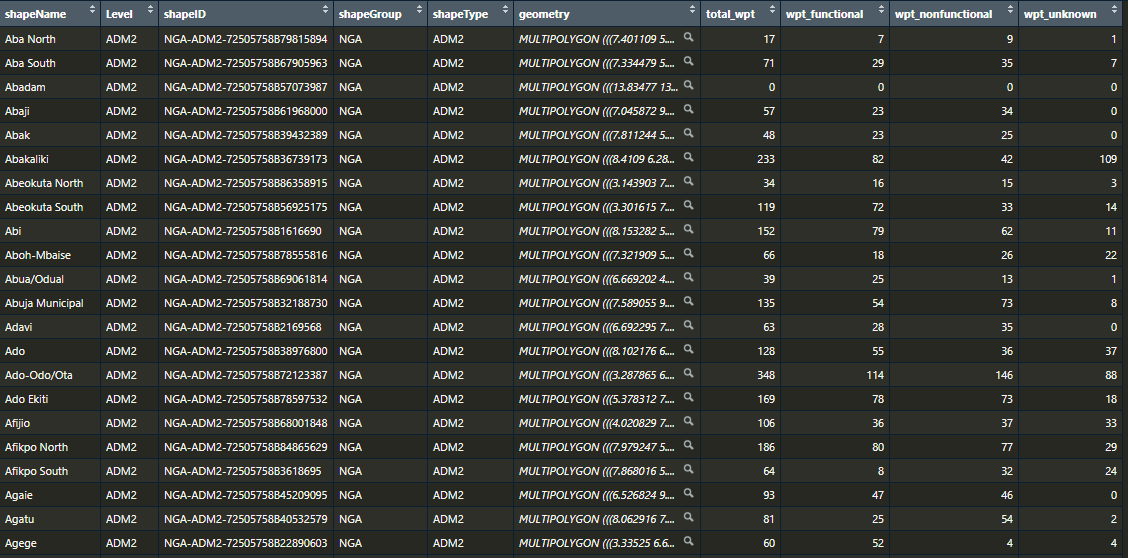 shapeName Level shapeID shapeGroup shapeType geometry total_wpt wpt_functional wpt_nonfunctional wpt_unknown
Aba North ADM2 NGA-ADM2-72505758B79815894 NGA ADM2 MULTIPOLYGON (((7.401109 5.... 17 7 9 1
Aba South ADM2 NGA-ADM2-72505758B67905963 NGA ADM2 MULTIPOLYGON (((7.334479 5.... 71 29 35 7
Abadam ADM2 NGA-ADM2-72505758B57073987 NGA ADM2 MULTIPOLYGON (((13.83477 13... 0 0 0 0
Abaji ADM2 NGA-ADM2-72505758B61968000 NGA ADM2 MULTIPOLYGON (((7.045872 9.... 57 23 34 0
Abak ADM2 NGA-ADM2-72505758B39432389 NGA ADM2 MULTIPOLYGON (((7.811244 5.... 48 23 25 0
Abakaliki ADM2 NGA-ADM2-72505758B36739173 NGA ADM2 MULTIPOLYGON (((8.4109 6.28... 233 82 42 109
Abeokuta North ADM2 NGA-ADM2-72505758B86358915 NGA ADM2 MULTIPOLYGON (((3.143903 7.... 34 16 15 3
Abeokuta South ADM2 NGA-ADM2-72505758B56925175 NGA ADM2 MULTIPOLYGON (((3.301615 7.... 119 72 33 14
Abi ADM2 NGA-ADM2-72505758B1616690 NGA ADM2 MULTIPOLYGON (((8.153282 5.... 152 79 62 11
Aboh-Mbaise ADM2 NGA-ADM2-72505758B78555816 NGA ADM2 MULTIPOLYGON (((7.321909 5.... 66 18 26 22
Abua/Odual ADM2 NGA-ADM2-72505758B69061814 NGA ADM2 MULTIPOLYGON (((6.669202 4.... 39 25 13 1
Abuja Municipal ADM2 NGA-ADM2-72505758B32188730 NGA ADM2 MULTIPOLYGON (((7.589055 9.... 135 54 73 8
Adavi ADM2 NGA-ADM2-72505758B2169568 NGA ADM2 MULTIPOLYGON (((6.692295 7.... 63 28 35 0
Ado ADM2 NGA-ADM2-72505758B38976800 NGA ADM2 MULTIPOLYGON (((8.102176 6.... 128 55 36 37
Ado-Odo/Ota ADM2 NGA-ADM2-72505758B72123387 NGA ADM2 MULTIPOLYGON (((3.287865 6.... 348 114 146 88
Ado Ekiti ADM2 NGA-ADM2-72505758B78597532 NGA ADM2 MULTIPOLYGON (((5.378312 7.... 169 78 73 18
Afijio ADM2 NGA-ADM2-72505758B68001848 NGA ADM2 MULTIPOLYGON (((4.020829 7.... 106 36 37 33
Afikpo North ADM2 NGA-ADM2-72505758B84865629 NGA ADM2 MULTIPOLYGON (((7.979247 5.... 186 80 77 29
Afikpo South ADM2 NGA-ADM2-72505758B3618695 NGA ADM2 MULTIPOLYGON (((7.868016 5.... 64 8 32 24
Agaie ADM2 NGA-ADM2-72505758B45209095 NGA ADM2 MULTIPOLYGON (((6.526824 9.... 93 47 46 0
Agatu ADM2 NGA-ADM2-72505758B40532579 NGA ADM2 MULTIPOLYGON (((8.062916 7.... 81 25 54 2
Agege ADM2 NGA-ADM2-72505758B22890603 NGA ADM2 MULTIPOLYGON (((3.33525 6.6... 60 52 4 4